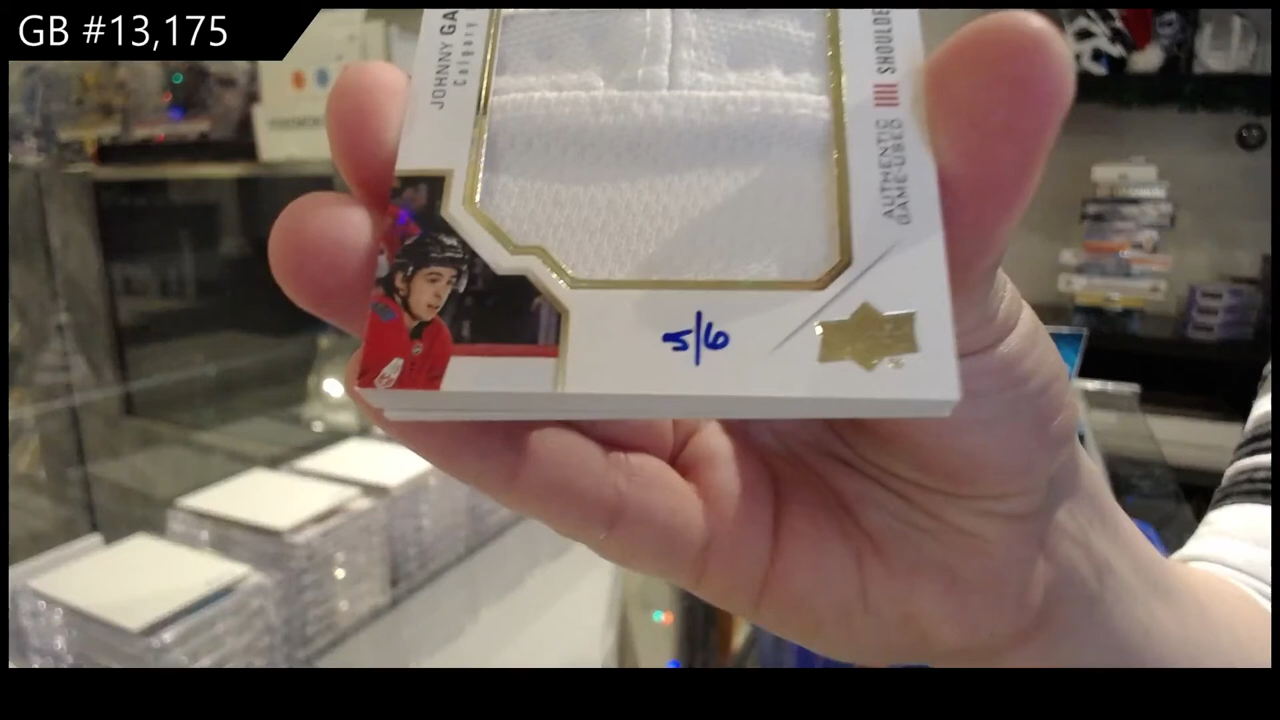 GB #13,175
JOHNNY GA
Calgary
SHOULDE
AUTHENTIC
GAME-USED
5/6